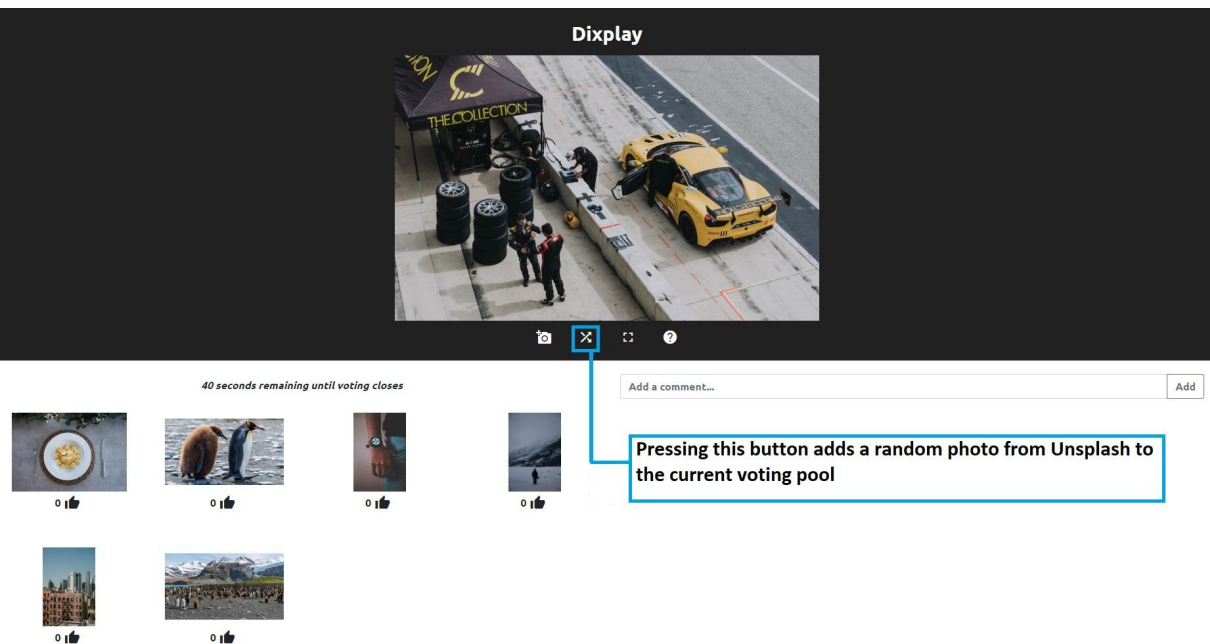 Dixplay
THE COLLECTION
40 seconds remaining until voting closes
Add a comment...
Add
Pressing this button adds a random photo from Unsplash to
the current voting pool
0
0
0
0
0
0